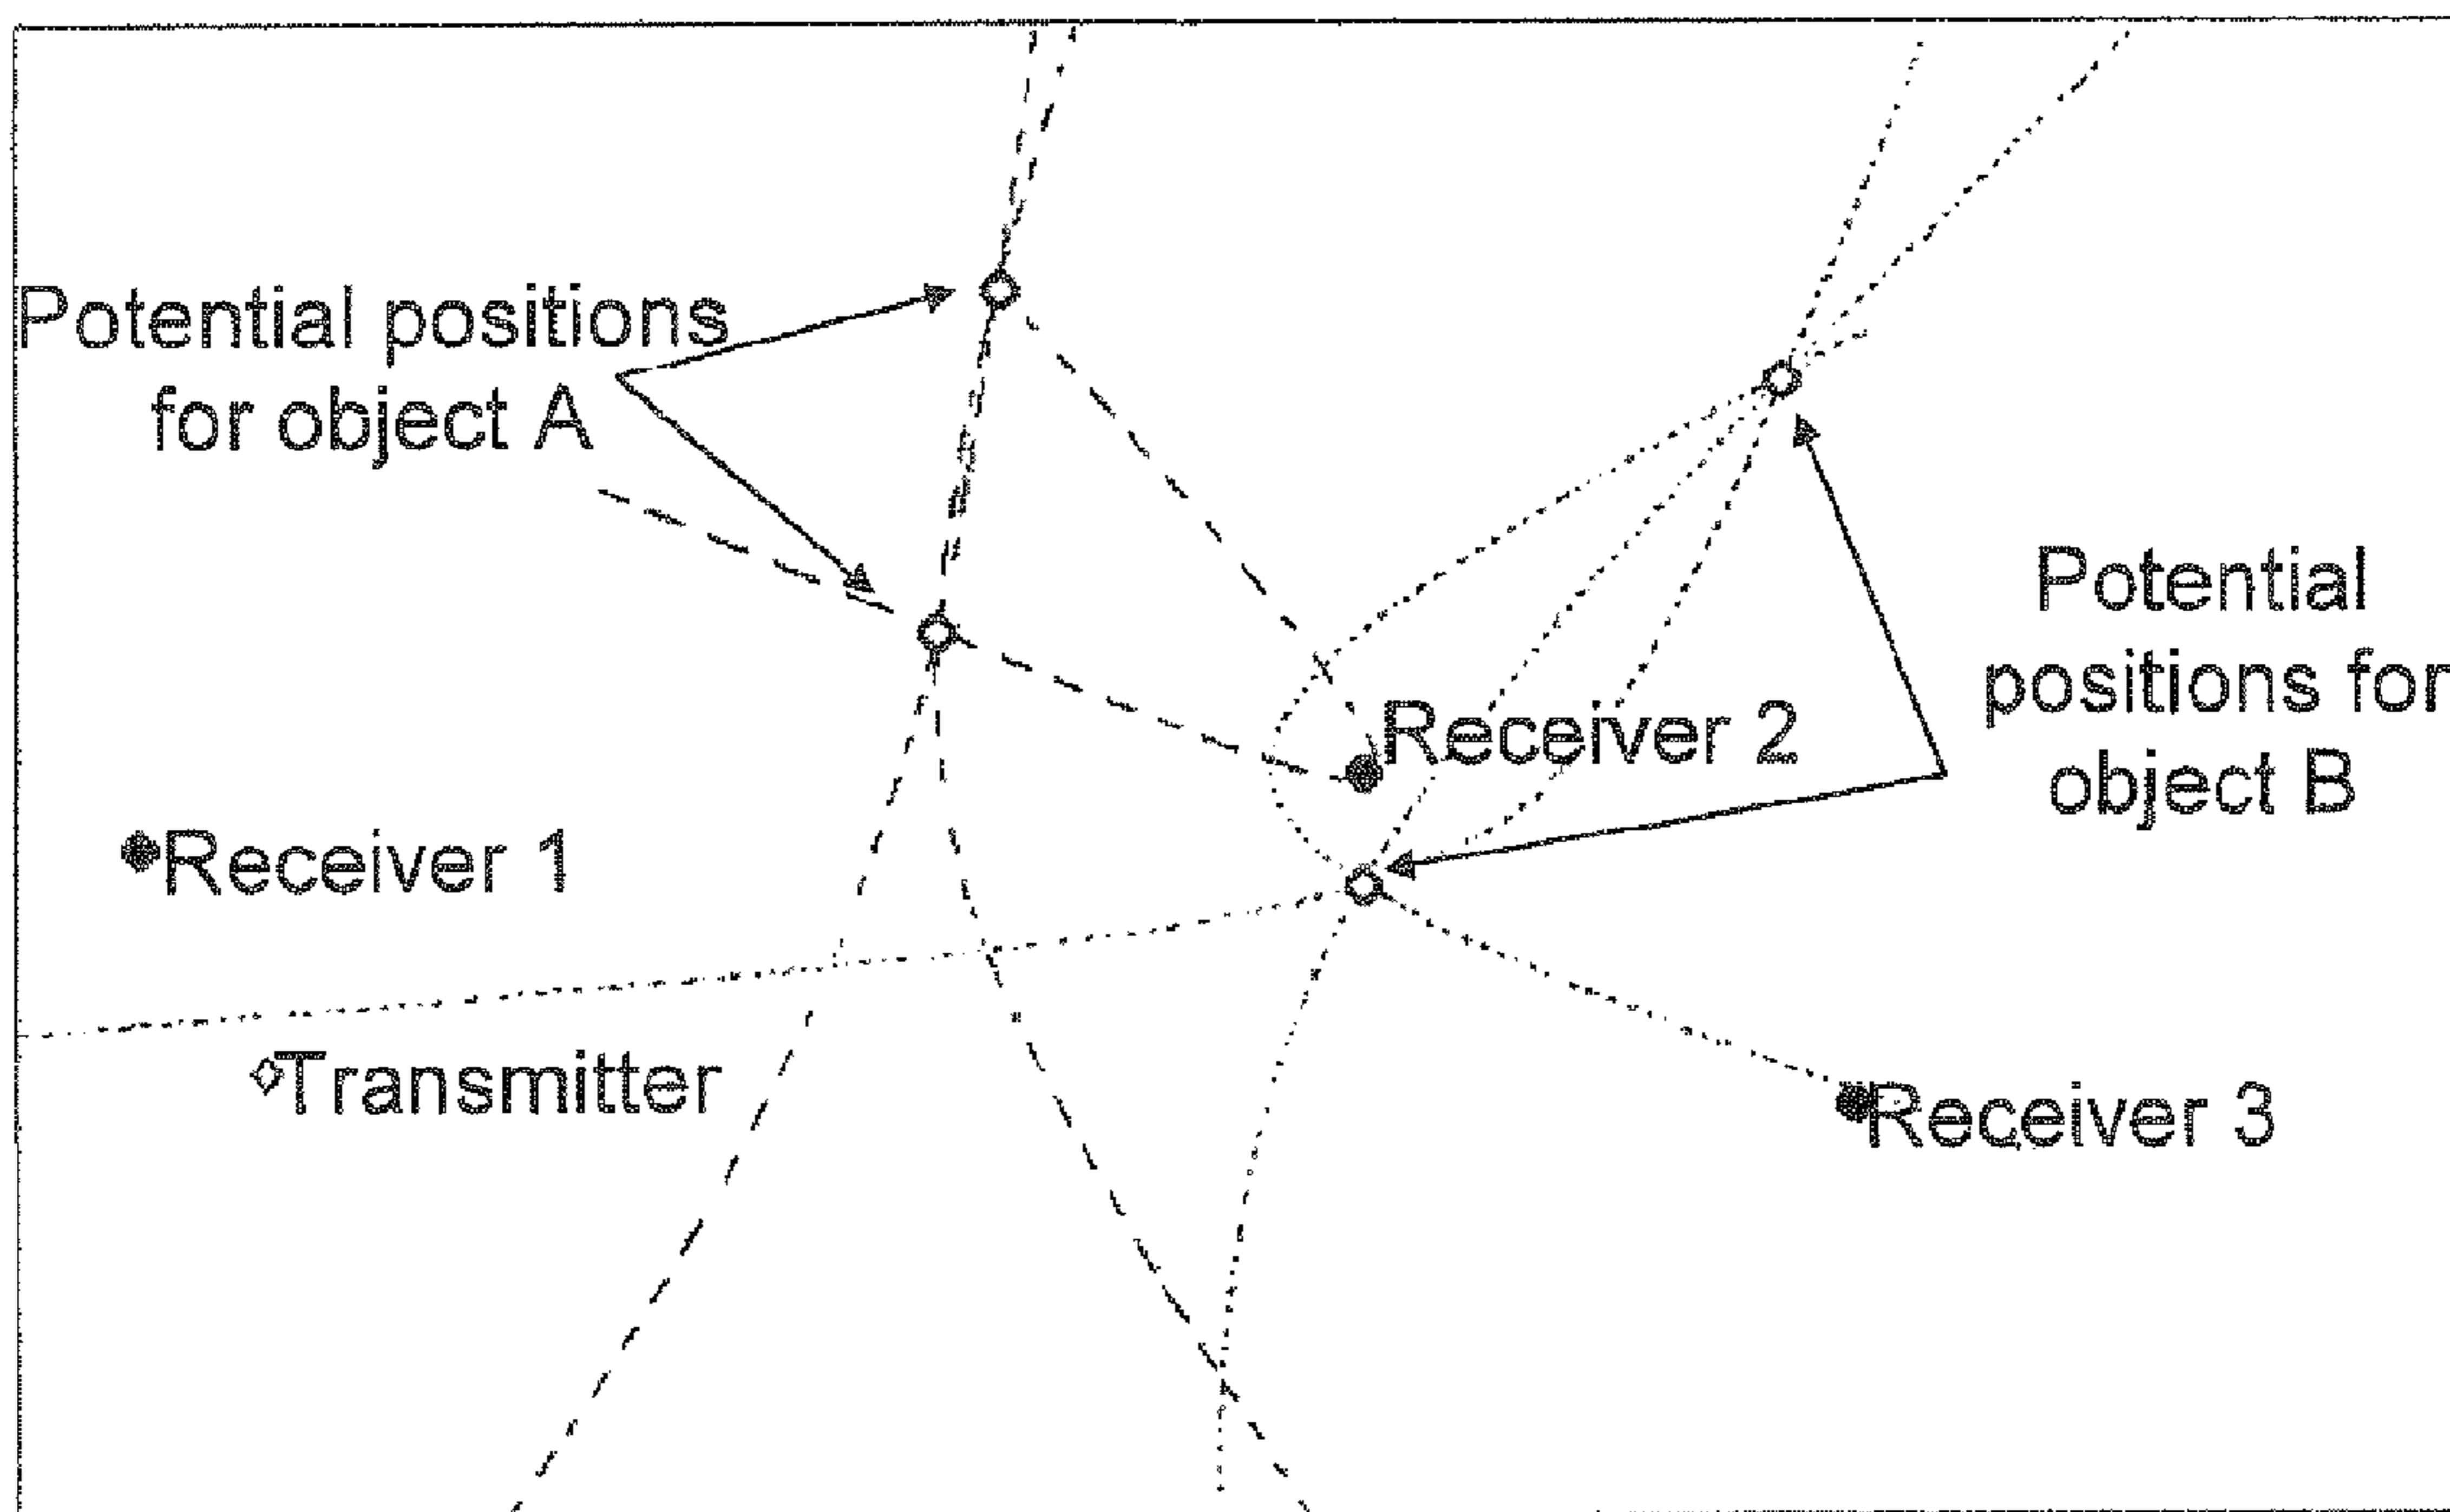 Potential positions
for object A
Potential
positions for
object B
Receiver 2
Receiver 1
Transmitter
Receiver 3